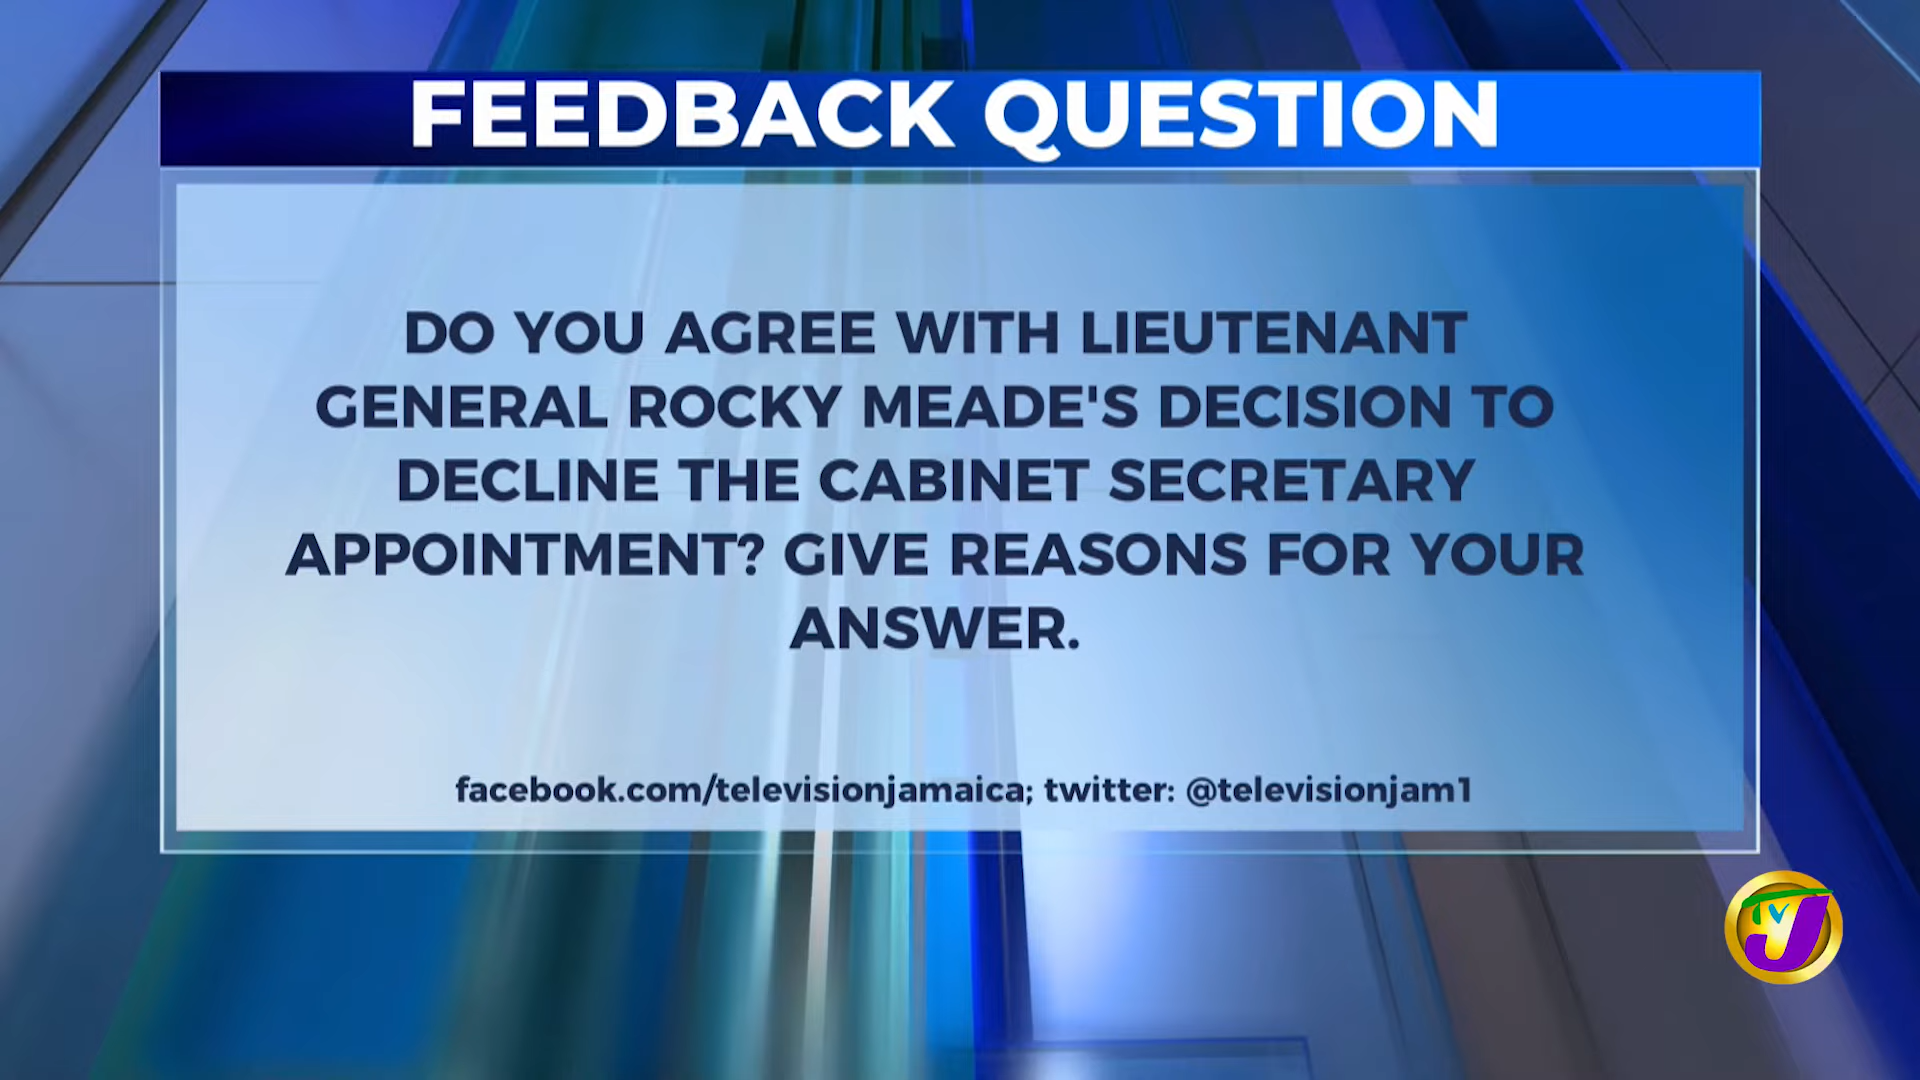 FEEDBACK QUESTION
DO YOU AGREE WITH LIEUTENANT
GENERAL ROCKY MEADE'S DECISION TO
DECLINE THE CABINET SECRETARY
APPOINTMENT? GIVE REASONS FOR YOUR
ANSWER.
facebook.com/televisionjamaica; twitter: @televisionjam1
TVJ